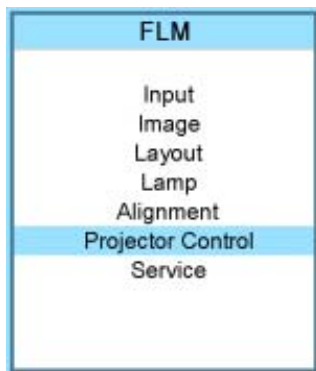 FLM
Input
Image
Layout
Lamp
Alignment
Projector Control
Service